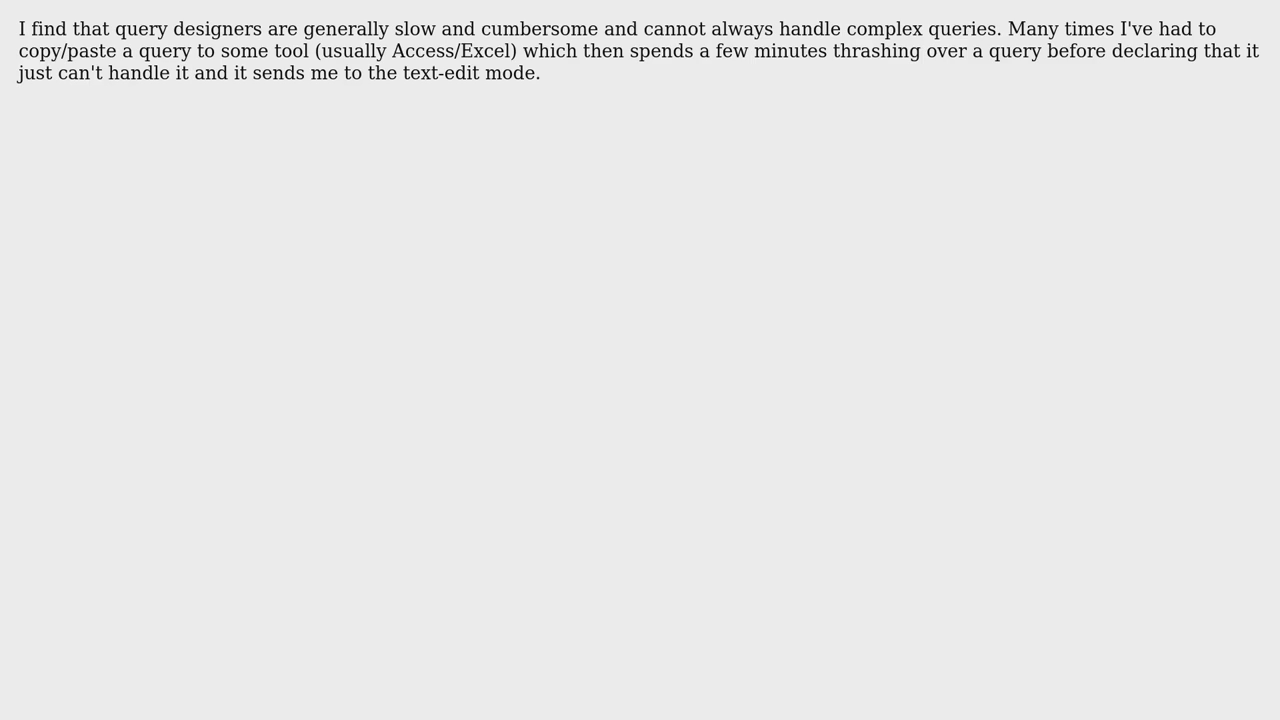 I find that query designers are generally slow and cumbersome and cannot always handle complex queries. Many times I've had to
copy/paste a query to some tool (usually Access/Excel) which then spends a few minutes thrashing over a query before declaring that it
just can't handle it and it sends me to the text-edit mode.